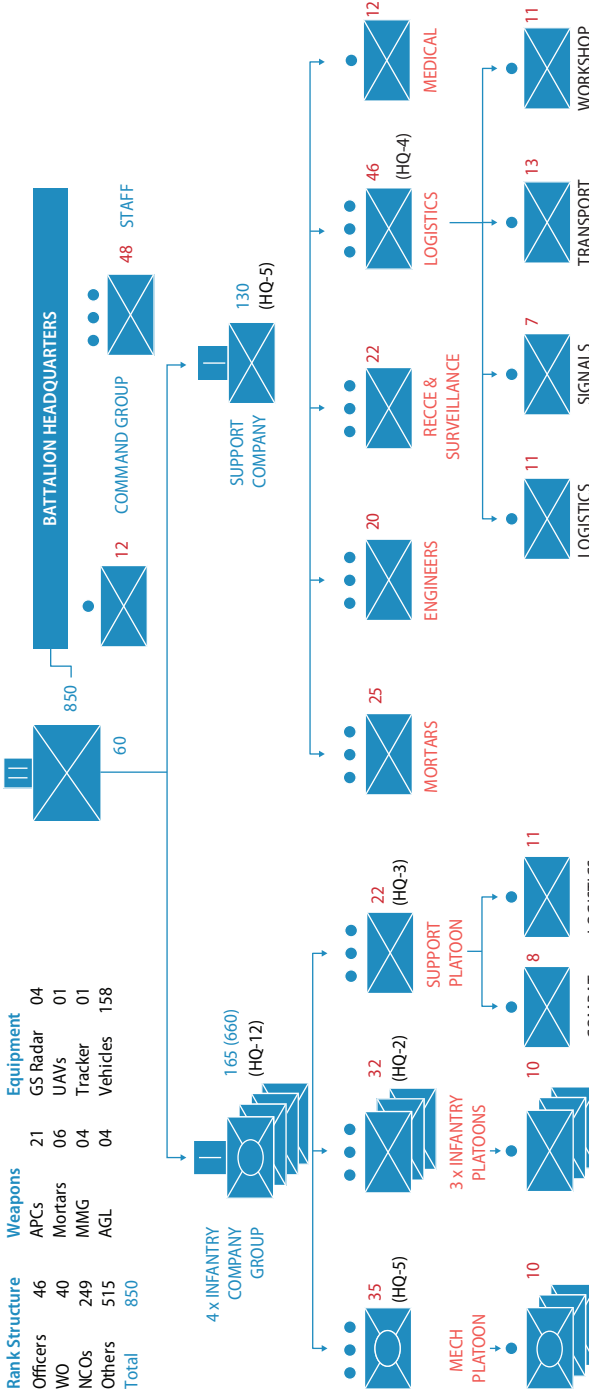 Rank Structure
Officers 46
WO 40
NCOs 249
Others 515
Total 850
Weapons
APCs 21
Mortars 06
MMG 04
AGL 04
Equipment
GS Radar 04
UAVs 01
Tracker 01
Vehicles 158
BATTALION HEADQUARTERS
850
60
12
COMMAND GROUP
48
STAFF
4 x INFANTRY
COMPANY
GROUP
165 (660)
(HQ-12)
SUPPORT
COMPANY
130
(HQ-5)
35
(HQ-5)
MECH
PLATOON
32
(HQ-2)
3 x INFANTRY
PLATOONS
22
(HQ-3)
SUPPORT
PLATOON
25
MORTARS
20
ENGINEERS
22
RECCE &
SURVEILLANCE
46
(HQ-4)
LOGISTICS
12
MEDICAL
10
10
8
11
11
LOGISTICS
7
SIGNALS
13
TRANSPORT
11
WORKSHOP